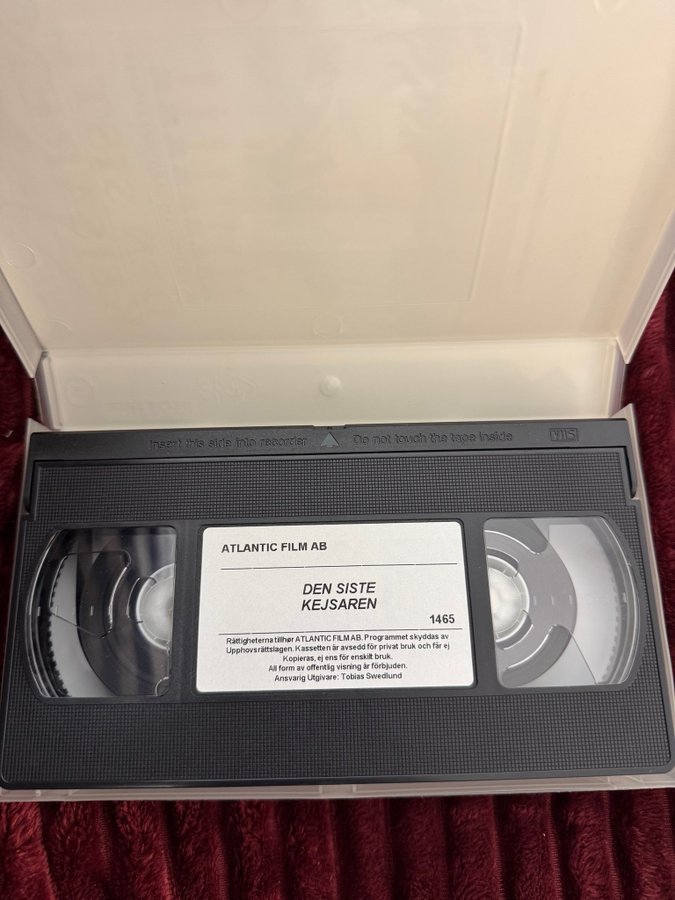 Insert this side into recorder Do not touch the tape inside VHS
ATLANTIC FILM AB
DEN SISTE
KEJSAREN
1465
Rättigheterna tillhør ATLANTIC FILM AB. Programmet skyddas av
Upphovsrättslagen. Kassetten är avsedd för privat bruk och får ej
Kopieras, ej ens för enskilt bruk.
All form av offentlig visning är förbjuden.
Ansvarig Utgivare: Tobias Swedlund